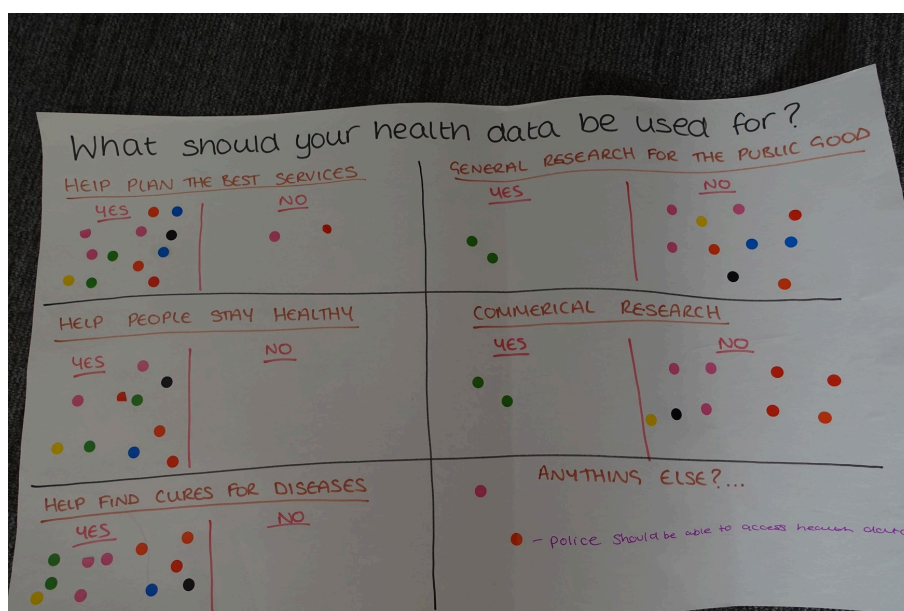 What should your health data be used for?
HELP PLAN THE BEST SERVICES
YES
NO
GENERAL RESEARCH FOR THE PUBLIC GOOD
YES
NO
HELP PEOPLE STAY HEALTHY
YES
NO
COMMERICAL RESEARCH
YES
NO
HELP FIND CURES FOR DISEASES
YES
NO
ANYTHING ELSE?...
- police should be able to access health data